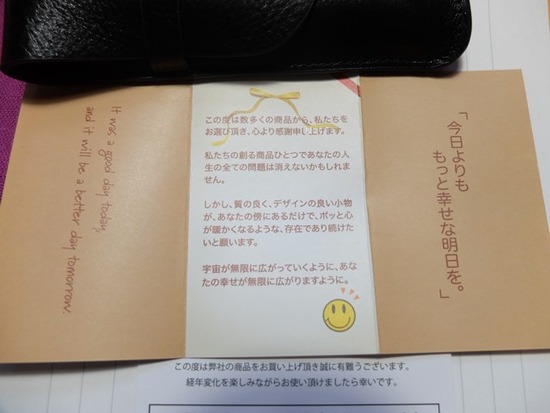 It was a good day today,
and it will be a better day tomorrow.
この度は数多くの商品から、私たちを
お選び頂き、心より感謝申し上げます。
私たちの創る商品ひとつであなたの人
生の全ての問題は消えないかもしれま
せん。
しかし、質の良く、デザインの良い小物
が、あなたの傍にあるだけで、ポッと心
が暖かくなるような、存在であり続けた
いと願います。
宇宙が無限に広がっていくように、あな
たの幸せが無限に広がりますように。
「今日よりも
もっと幸せな明日を。」
この度は弊社の商品をお買い上げ頂き誠に有難うございます。
経年変化を楽しみながらお使い頂けましたら幸いです。